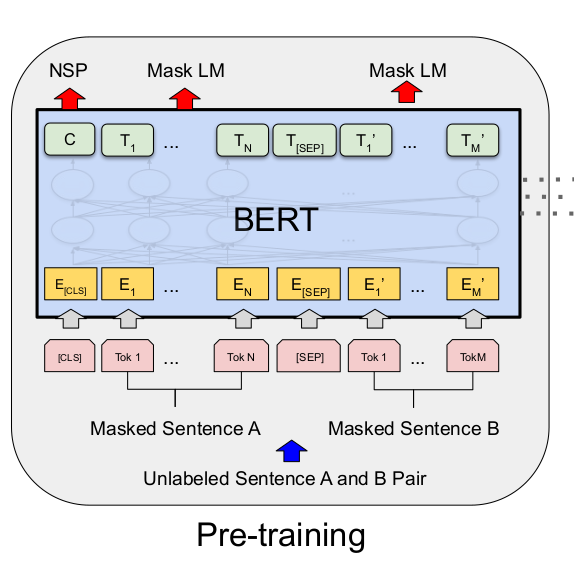 NSP Mask LM Mask LM
C T1 ... TN T[SEP] T1’ ... TM’
...
BERT
...
E[CLS] E1 ... EN E[SEP] E1’ ... EM’
[CLS] Tok 1 ... Tok N [SEP] Tok 1 ... TokM
Masked Sentence A Masked Sentence B
Unlabeled Sentence A and B Pair
Pre-training